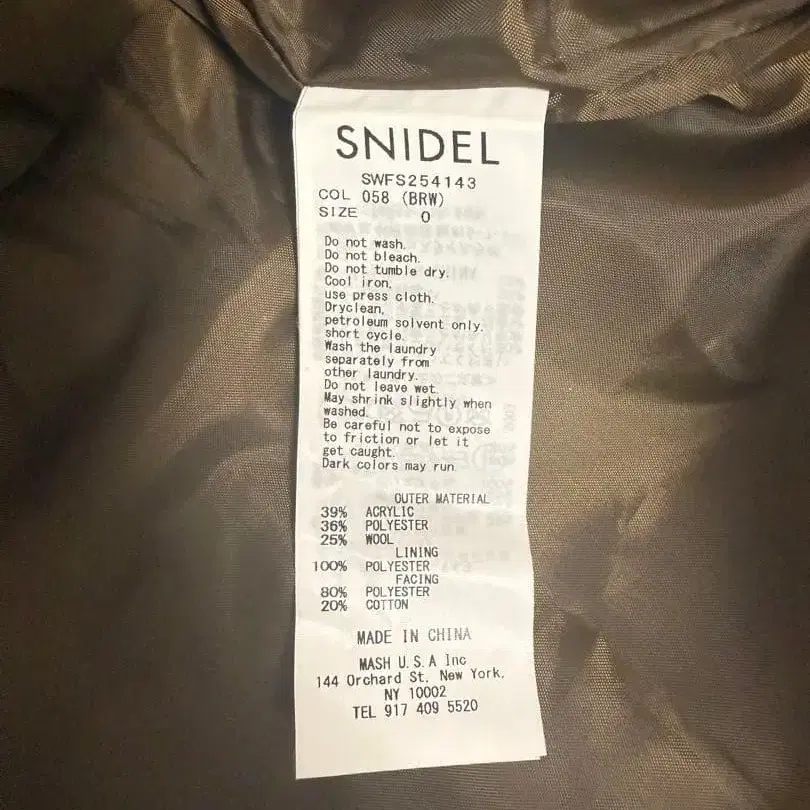 SNIDEL
SWFS254143
COL 058 (BRW)
SIZE 0
Do not wash.
Do not bleach.
Do not tumble dry.
Cool iron,
use press cloth.
Dryclean,
petroleum solvent only.
short cycle.
Wash the laundry
separately from
other laundry.
Do not leave wet.
May shrink slightly when
washed.
Be careful not to expose
to friction or let it
get caught.
Dark colors may run.
OUTER MATERIAL
39% ACRYLIC
36% POLYESTER
25% WOOL
LINING
100% POLYESTER
FACING
80% POLYESTER
20% COTTON
MADE IN CHINA
MASH U.S.A Inc
144 Orchard St, New York,
NY 10002
TEL 917 409 5520